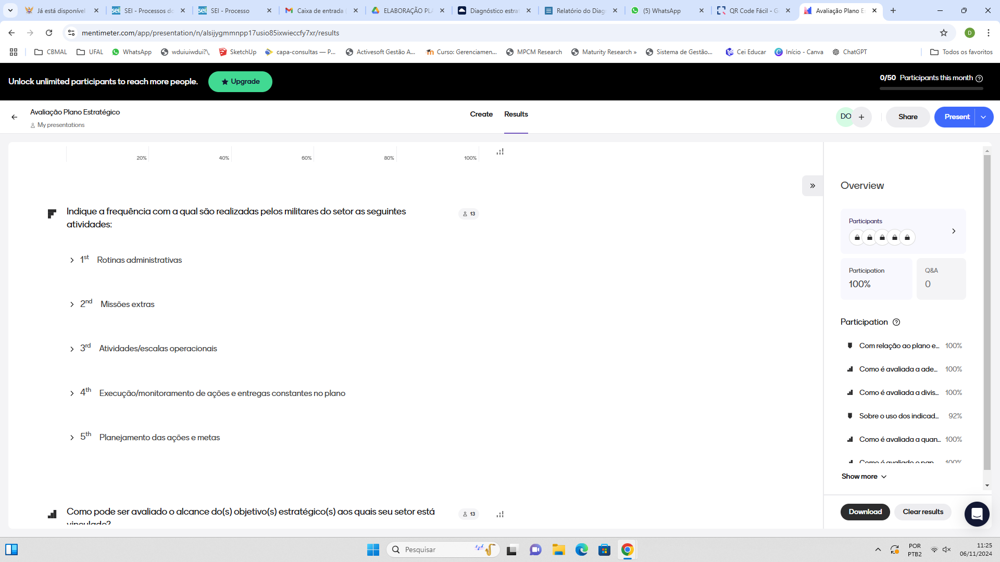 Já está disponível
SEI - Processos do
SEI - Processo
Caixa de entrada
ELABORAÇÃO PLA
Diagnóstico estrat
Relatório do Diag
(5) WhatsApp
QR Code Fácil - G
Avaliação Plano Es
mentimeter.com/app/presentation/n/alsijygmmnpp17usio85ixwieccfy7xr/results
D
CBMAL
UFAL
WhatsApp
wduiuiwdui?\,
SketchUp
capa-consultas — P...
Activesoft Gestão A...
Curso: Gerenciamen...
MPCM Research
Maturity Research »
Sistema de Gestão...
Cei Educar
Início - Canva
ChatGPT
Todos os favoritos
Unlock unlimited participants to reach more people.
Upgrade
0/50 Participants this month
Avaliação Plano Estratégico
My presentations
Create
Results
DO
Share
Present
20%
40%
60%
80%
100%
Indique a frequência com a qual são realizadas pelos militares do setor as seguintes
atividades:
13
1st Rotinas administrativas
2nd Missões extras
3rd Atividades/escalas operacionais
4th Execução/monitoramento de ações e entregas constantes no plano
5th Planejamento das ações e metas
Como pode ser avaliado o alcance do(s) objetivo(s) estratégico(s) aos quais seu setor está
vinculado?
13
Overview
Participants
Participation
100%
Q&A
0
Participation
Com relação ao plano e... 100%
Como é avaliada a ade... 100%
Como é avaliada a divis... 100%
Sobre o uso dos indicad... 92%
Como é avaliada a quan... 100%
Como é avaliado o pap... 100%
Show more
Download
Clear results
Pesquisar
POR
PTB2
11:25
06/11/2024